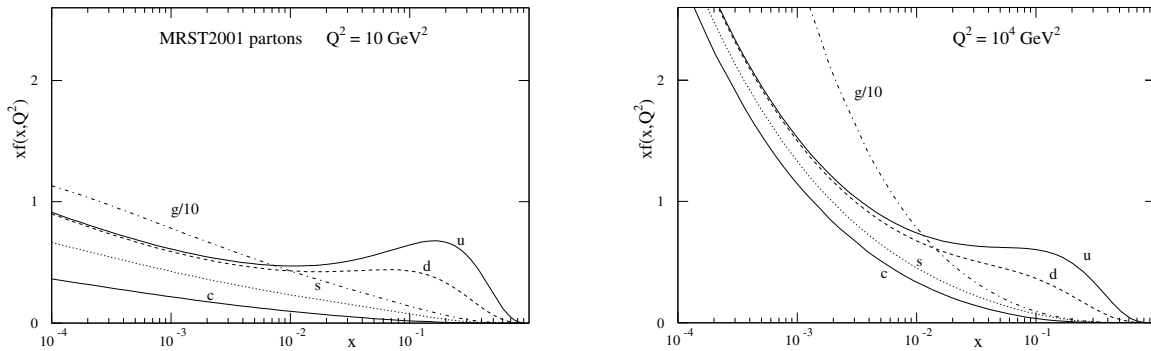 MRST2001 partons Q² = 10 GeV²
xf(x,Q²)
2
1
0
g/10
u
d
s
c
10⁻⁴
10⁻³
10⁻²
10⁻¹
x
Q² = 10⁴ GeV²
xf(x,Q²)
2
1
0
g/10
u
d
s
c
10⁻⁴
10⁻³
10⁻²
10⁻¹
x